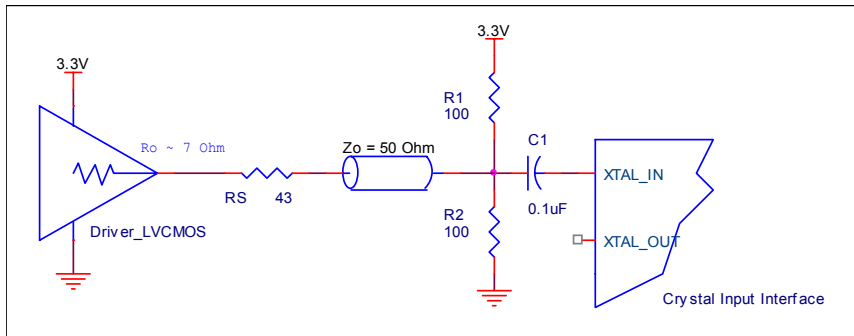 3.3V
3.3V
R1
100
Ro ~ 7 Ohm
Zo = 50 Ohm
C1
RS 43
0.1uF
XTAL_IN
R2
100
XTAL_OUT
Driver_LVCMOS
Crystal Input Interface